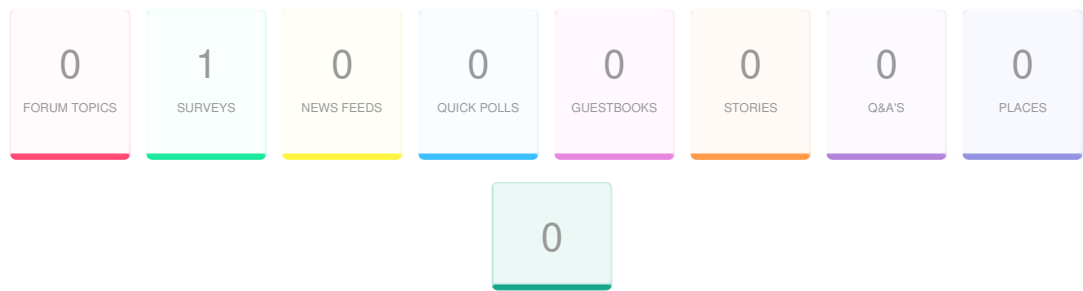 0
FORUM TOPICS
1
SURVEYS
0
NEWS FEEDS
0
QUICK POLLS
0
GUESTBOOKS
0
STORIES
0
Q&A'S
0
PLACES
0